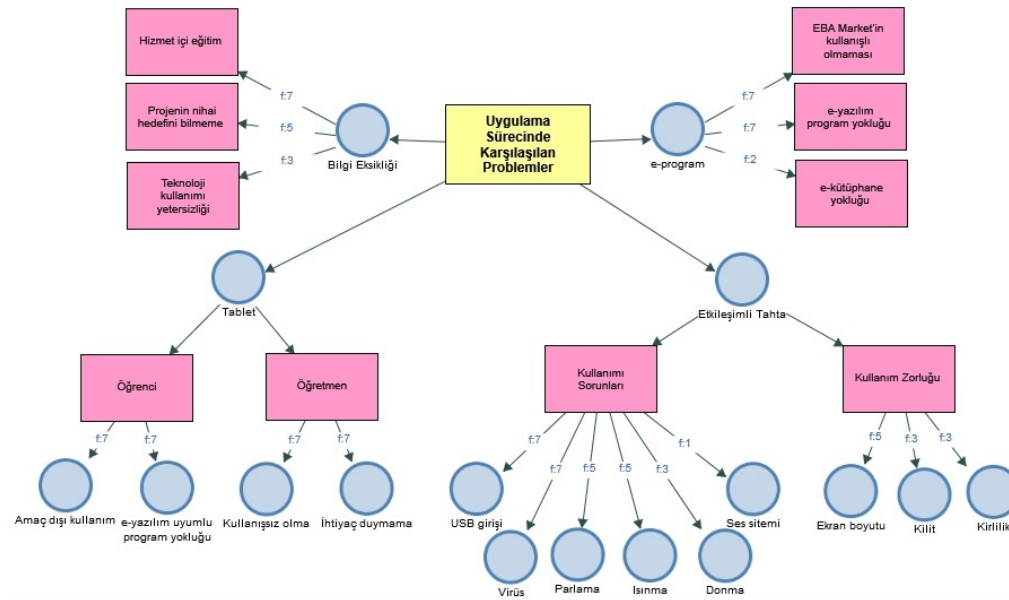 Hizmet içi eğitim
EBA Market'in
kullanışlı
olmaması
f:7
f:7
Projenin nihai
hedefini bilmeme
f:5
Uygulama
Sürecinde
Karşılaşılan
Problemler
f:7
e-yazılım
program yokluğu
f:3
Bilgi Eksikliği
e-program
f:2
Teknoloji
kullanımı
yetersizliği
e-kütüphane
yokluğu
Tablet
Etkileşimli Tahta
Öğrenci
Öğretmen
Kullanımı
Sorunları
Kullanım Zorluğu
f:7
f:7
f:7
f:7
f:7
f:7
f:5
f:5
f:3
f:1
f:5
f:3
f:3
Amaç dışı kullanım
e-yazılım uyumlu
program yokluğu
Kullanışsız olma
İhtiyaç duymama
USB girişi
Ses sitemi
Ekran boyutu
Kilit
Kirlilik
Virüs
Parlama
Isınma
Donma